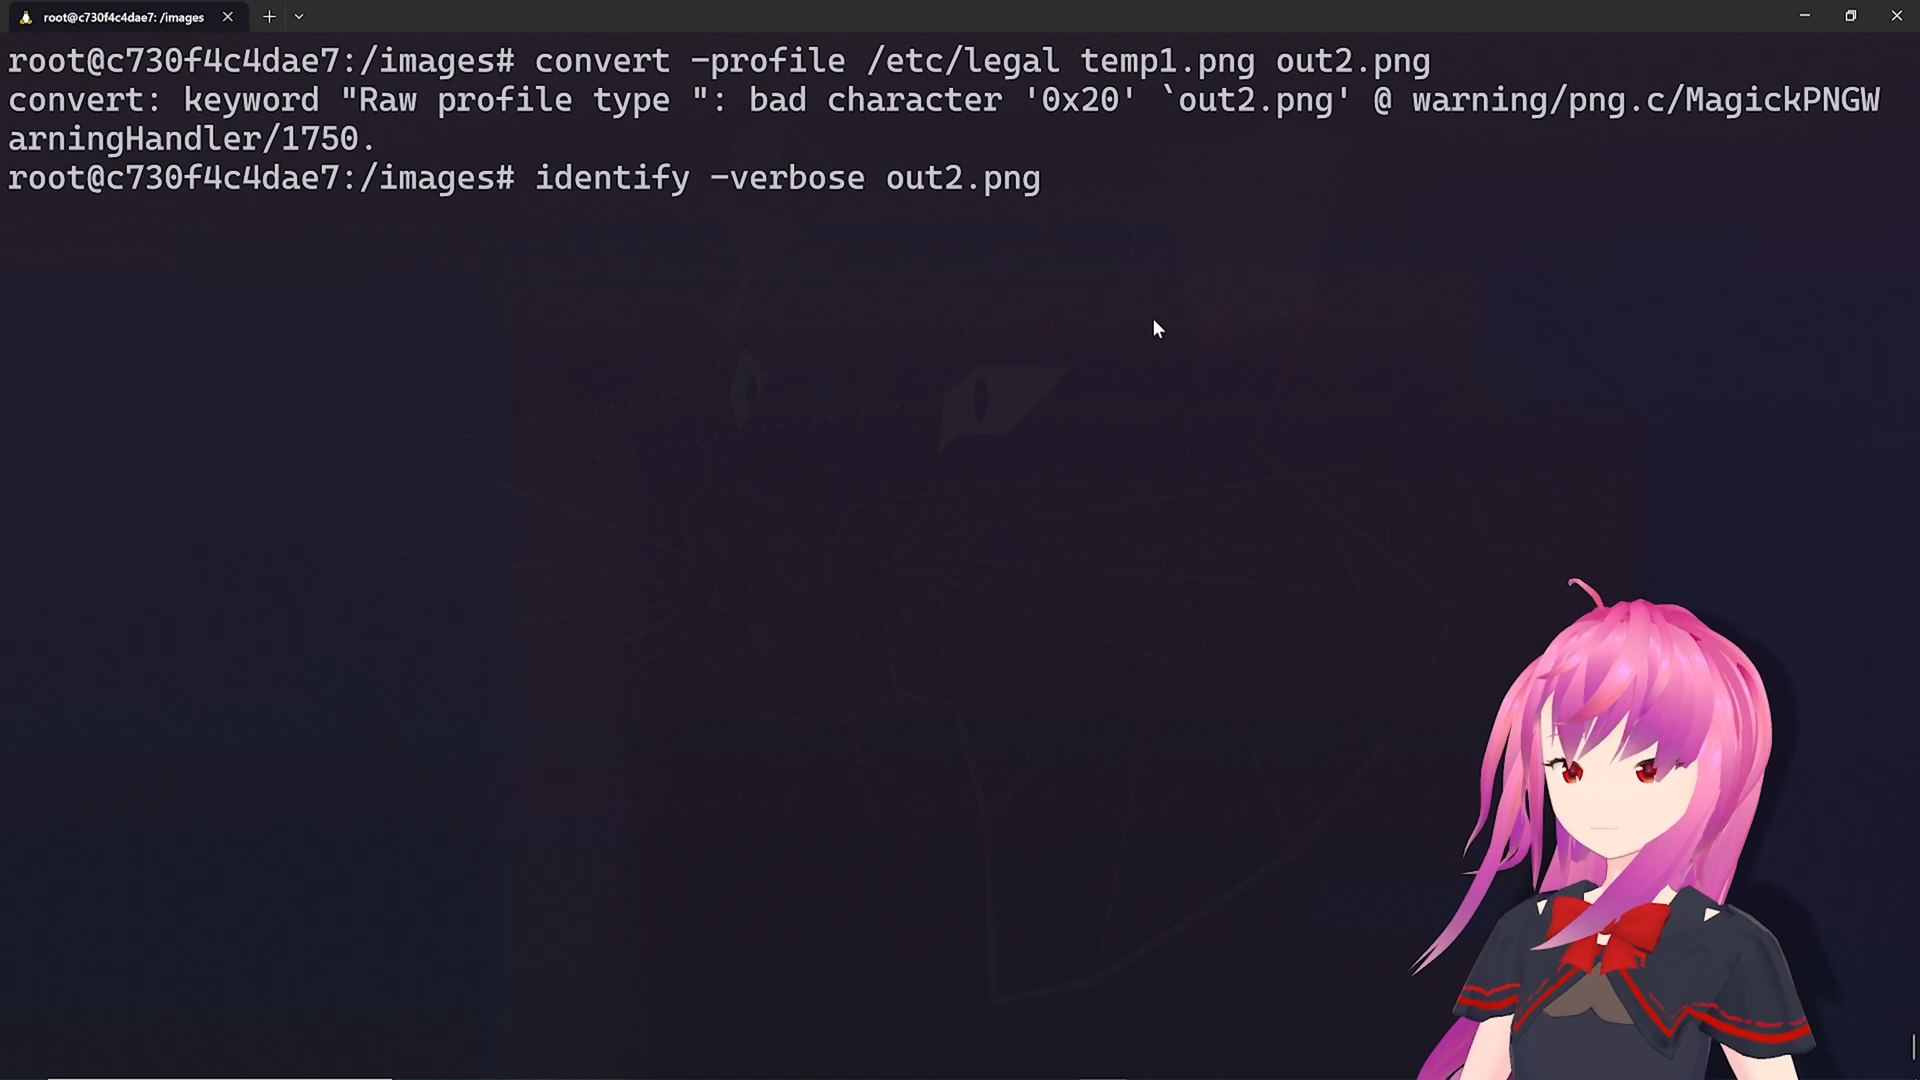 root@c730f4c4dae7: /images
root@c730f4c4dae7:/images# convert -profile /etc/legal temp1.png out2.png
convert: keyword "Raw profile type ": bad character '0x20' `out2.png' @ warning/png.c/MagickPNGW
arningHandler/1750.
root@c730f4c4dae7:/images# identify -verbose out2.png